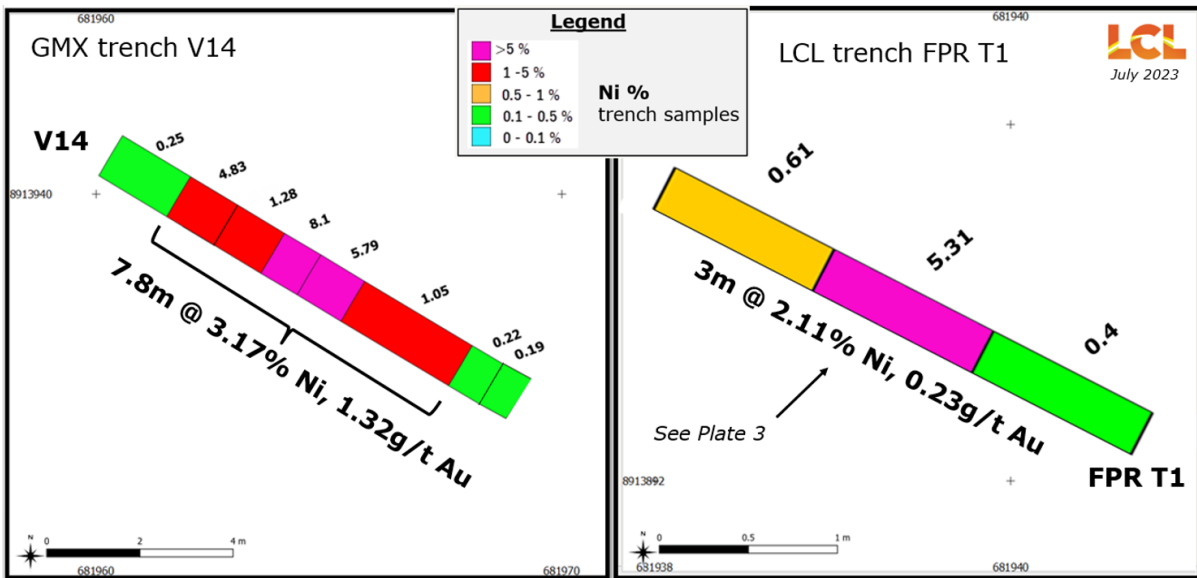 681960
GMX trench V14
V14
0.25
4.83
1.28
8.1
5.79
1.05
0.22
0.19
8913940
7.8m @ 3.17% Ni, 1.32g/t Au
N
0
2
4 m
681960
681970
Legend
>5 %
1 -5 %
0.5 - 1 %
0.1 - 0.5 %
0 - 0.1 %
Ni %
trench samples
681940
LCL trench FPR T1
LCL
July 2023
0.61
5.31
0.4
3m @ 2.11% Ni, 0.23g/t Au
See Plate 3
FPR T1
8913892
N
0
0.5
1 m
681938
681940